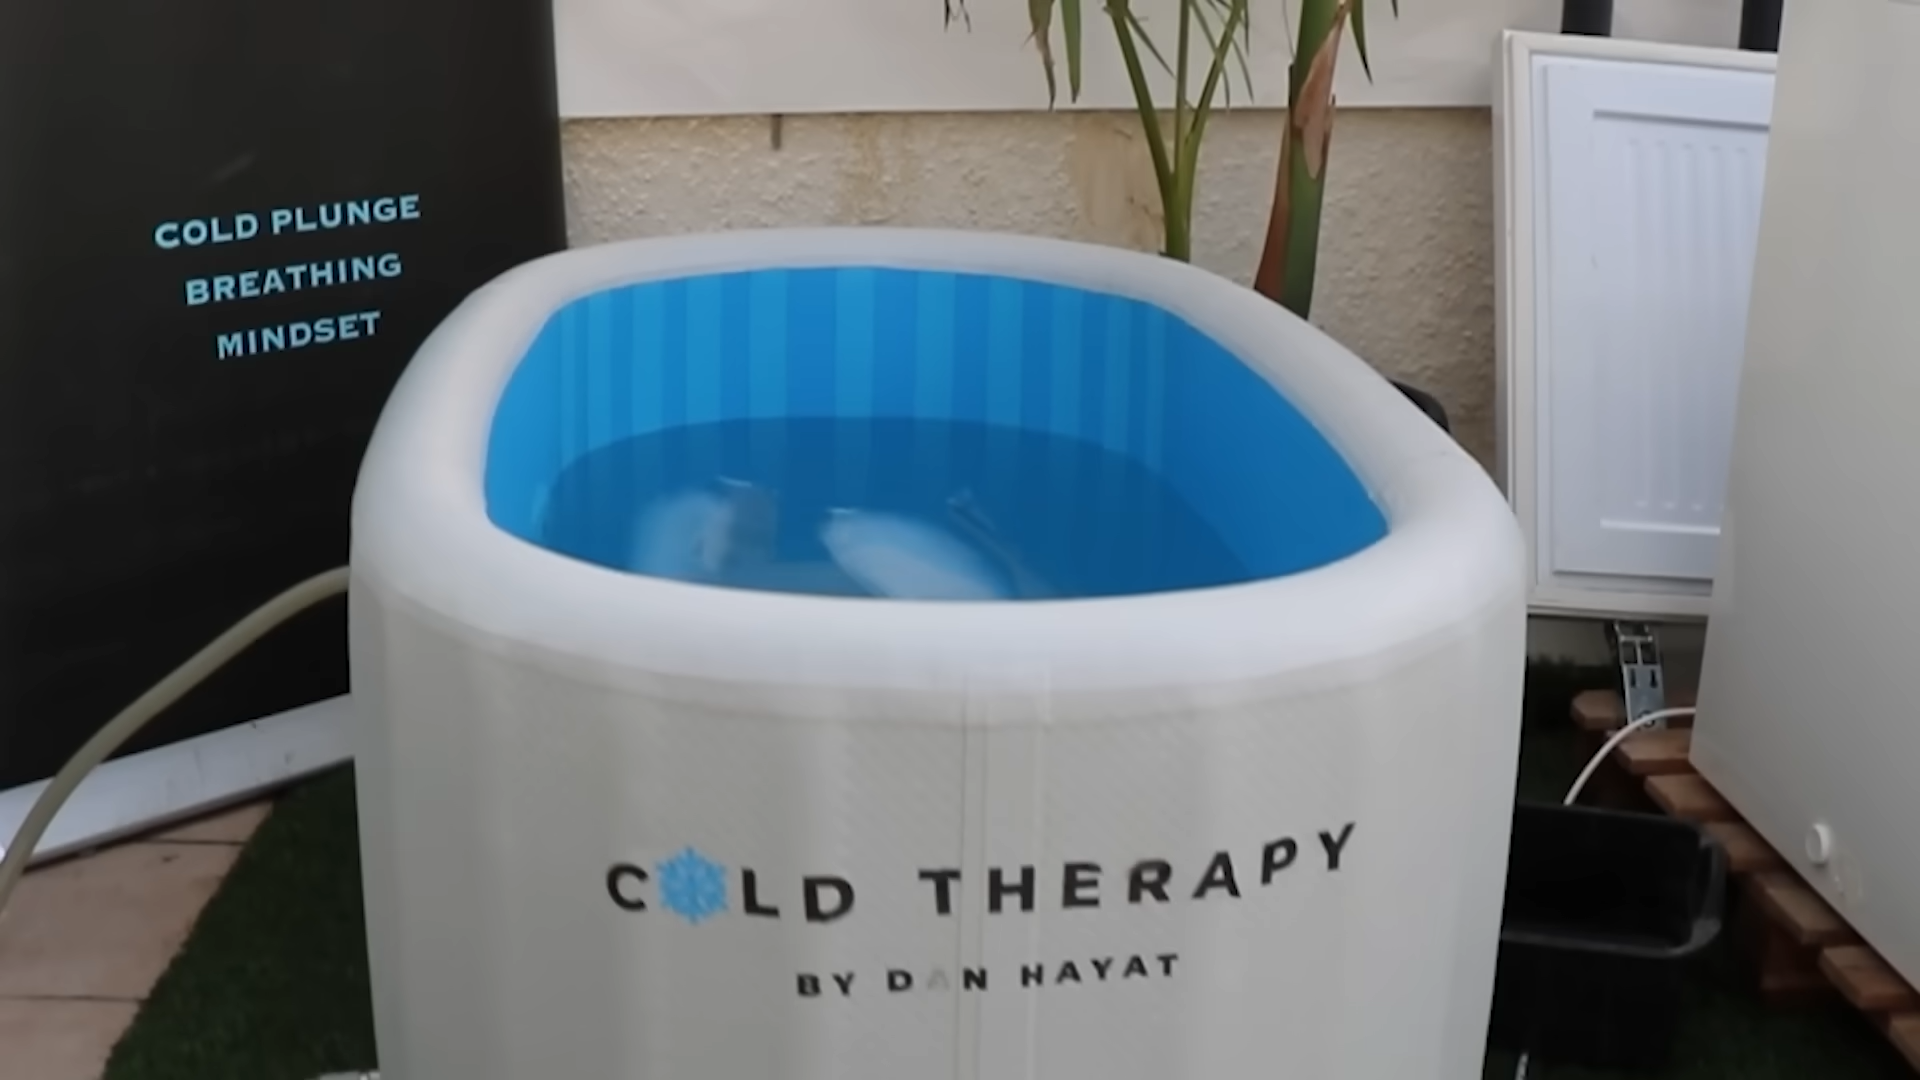 COLD PLUNGE
BREATHING
MINDSET
COLD THERAPY
BY DAN HAYAT